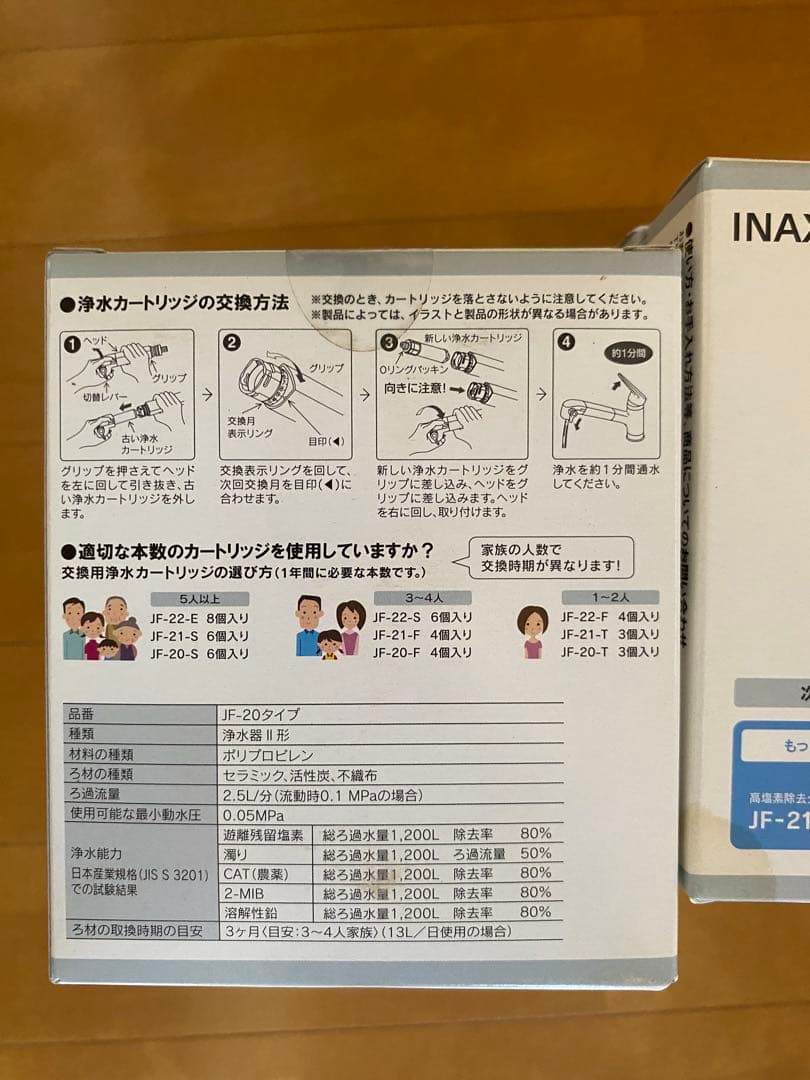 ●浄水カートリッジの交換方法
※交換のとき、カートリッジを落とさないように注意してください。
※製品によっては、イラストと製品の形状が異なる場合があります。
1
ヘッド
グリップ
切替レバー
古い浄水
カートリッジ
グリップを押さえてヘッド
を左に回して引き抜き、古
い浄水カートリッジを外し
ます。
2
グリップ
交換月
表示リング
目印(◀)
交換表示リングを回して、
次回交換月を目印(◀)に
合わせます。
3
新しい浄水カートリッジ
Oリングパッキン
向きに注意!
新しい浄水カートリッジをグ
リップに差し込み、ヘッドを
グリップに差し込みます。ヘッド
を右に回し、取り付けます。
4
約1分間
浄水を約1分間通水
してください。
●適切な本数のカートリッジを使用していますか?
交換用浄水カートリッジの選び方(1年間に必要な本数です。)
家族の人数で
交換時期が異なります!
5人以上
JF-22-E 8個入り
JF-21-S 6個入り
JF-20-S 6個入り
3〜4人
JF-22-S 6個入り
JF-21-F 4個入り
JF-20-F 4個入り
1〜2人
JF-22-F 4個入り
JF-21-T 3個入り
JF-20-T 3個入り
品番 JF-20タイプ
種類 浄水器Ⅱ形
材料の種類 ポリプロピレン
ろ材の種類 セラミック、活性炭、不織布
ろ過流量 2.5L/分(流動時0.1 MPaの場合)
使用可能な最小動水圧 0.05MPa
浄水能力
日本産業規格(JIS S 3201)
での試験結果
遊離残留塩素 総ろ過水量1,200L 除去率 80%
濁り 総ろ過水量1,200L ろ過流量 50%
CAT(農薬) 総ろ過水量1,200L 除去率 80%
2-MIB 総ろ過水量1,200L 除去率 80%
溶解性鉛 総ろ過水量1,200L 除去率 80%
ろ材の取換時期の目安 3ヶ月〈目安:3〜4人家族〉(13L/日使用の場合)
INAX
●使い方・お手入れ方法等、商品についてのお問い合わせ
もっ
高塩素除去
JF-21